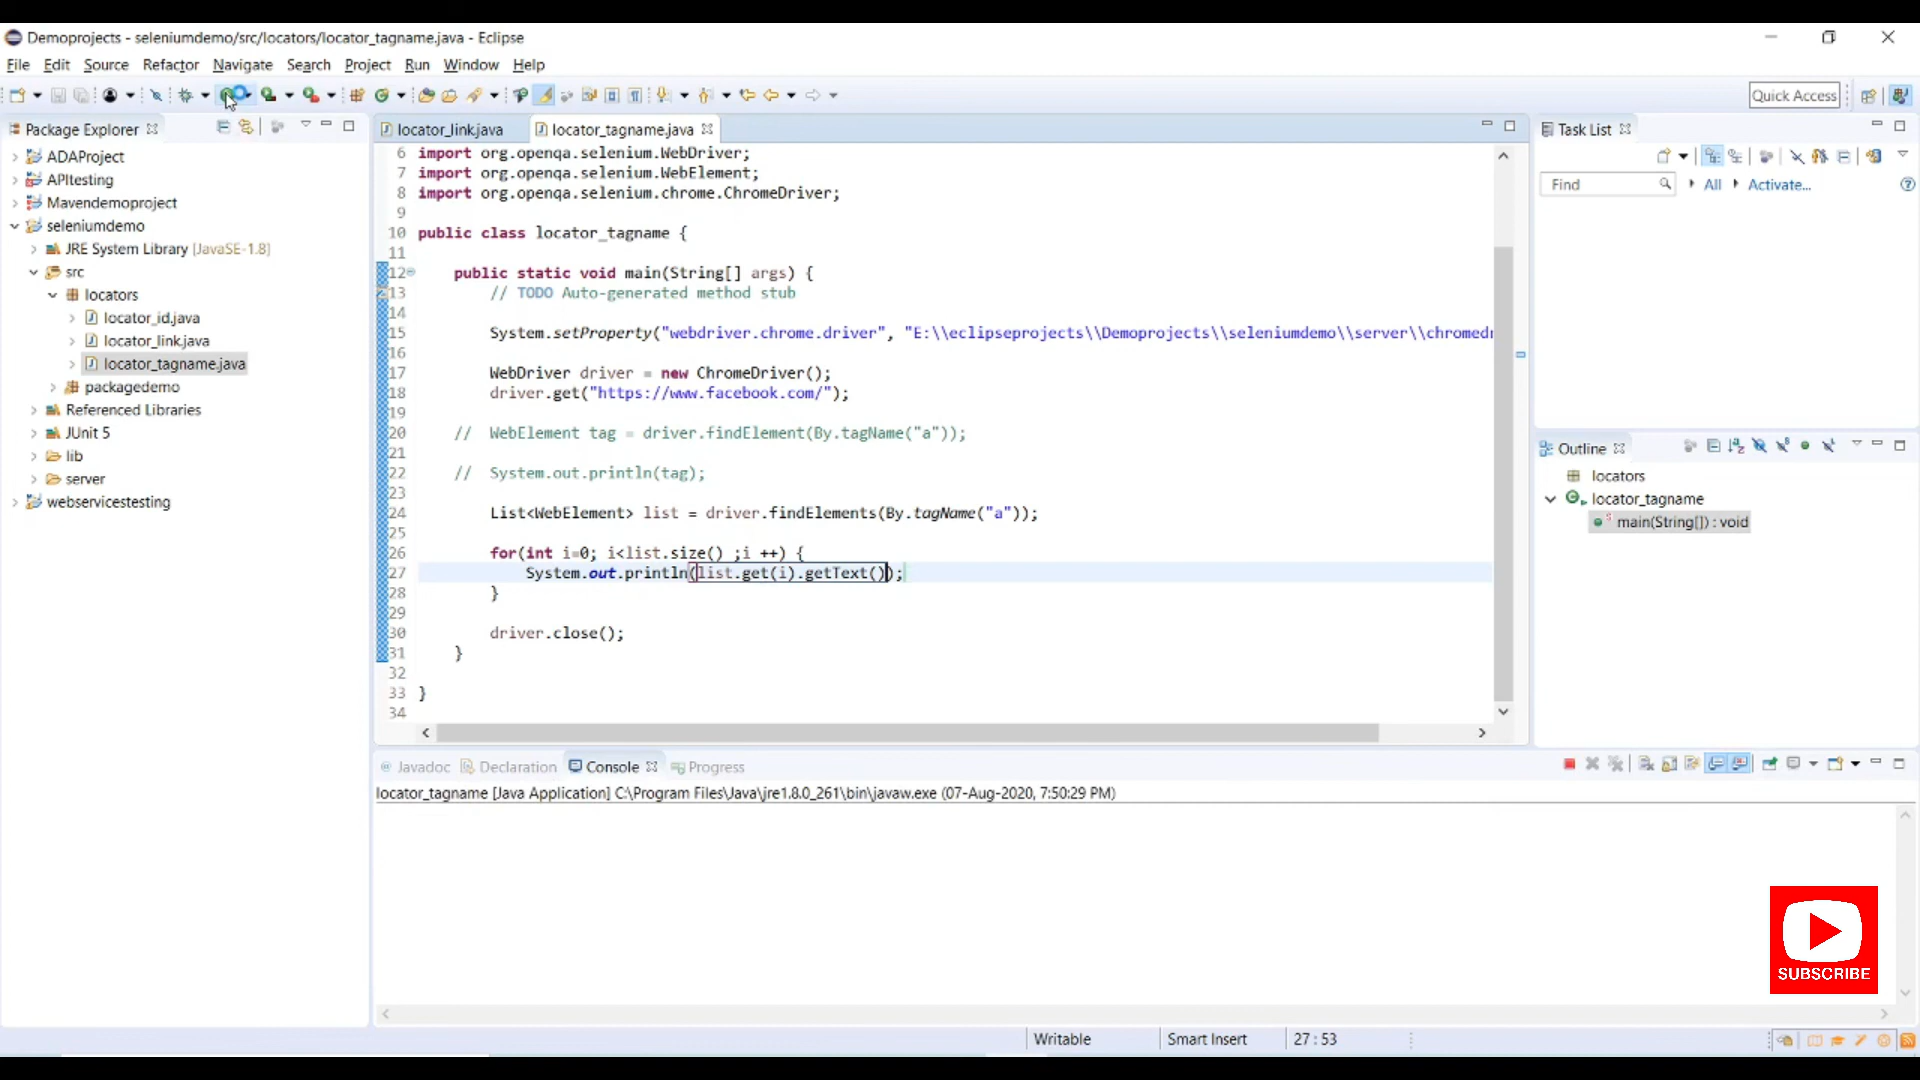 Demoprojects - seleniumdemo/src/locators/locator_tagname.java - Eclipse
File Edit Source Refactor Navigate Search Project Run Window Help
Quick Access
Package Explorer
ADAProject
APItesting
Mavendemoproject
seleniumdemo
JRE System Library [JavaSE-1.8]
src
locators
locator_id.java
locator_link.java
locator_tagname.java
packagedemo
Referenced Libraries
JUnit 5
lib
server
webservicestesting
locator_link.java locator_tagname.java
6 import org.openqa.selenium.WebDriver;
7 import org.openqa.selenium.WebElement;
8 import org.openqa.selenium.chrome.ChromeDriver;
9
10 public class locator_tagname {
11
12 public static void main(String[] args) {
13 // TODO Auto-generated method stub
14
15 System.setProperty("webdriver.chrome.driver", "E:\\eclipseprojects\\Demoprojects\\seleniumdemo\\server\\chromed
16
17 WebDriver driver = new ChromeDriver();
18 driver.get("https://www.facebook.com/");
19
20 // WebElement tag = driver.findElement(By.tagName("a"));
21
22 // System.out.println(tag);
23
24 List<WebElement> list = driver.findElements(By.tagName("a"));
25
26 for(int i=0; i<list.size() ;i ++) {
27 System.out.println(list.get(i).getText());
28 }
29
30 driver.close();
31 }
32
33 }
34
Task List
Find All Activate...
Outline
locators
locator_tagname
main(String[]) : void
Javadoc Declaration Console Progress
locator_tagname [Java Application] C:\Program Files\Java\jre1.8.0_261\bin\javaw.exe (07-Aug-2020, 7:50:29 PM)
SUBSCRIBE
Writable Smart Insert 27 : 53